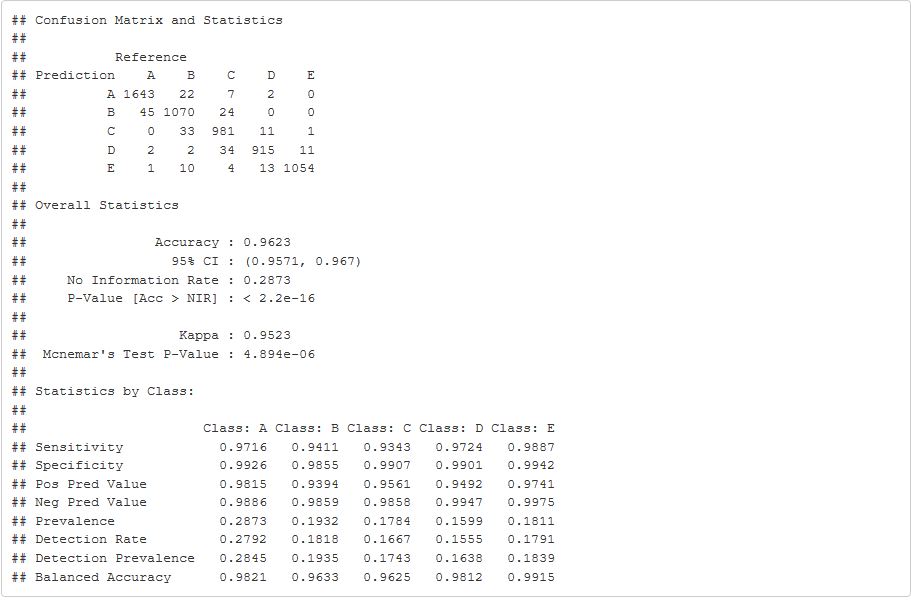 ## Confusion Matrix and Statistics
##
##           Reference
## Prediction    A    B    C    D    E
##          A 1643   22    7    2    0
##          B   45 1070   24    0    0
##          C    0   33  981   11    1
##          D    2    2   34  915   11
##          E    1   10    4   13 1054
##
## Overall Statistics
##
##                Accuracy : 0.9623
##                  95% CI : (0.9571, 0.967)
##     No Information Rate : 0.2873
##     P-Value [Acc > NIR] : < 2.2e-16
##
##                   Kappa : 0.9523
##  Mcnemar's Test P-Value : 4.894e-06
##
## Statistics by Class:
##
##                      Class: A Class: B Class: C Class: D Class: E
## Sensitivity            0.9716   0.9411   0.9343   0.9724   0.9887
## Specificity            0.9926   0.9855   0.9907   0.9901   0.9942
## Pos Pred Value         0.9815   0.9394   0.9561   0.9492   0.9741
## Neg Pred Value         0.9886   0.9859   0.9858   0.9947   0.9975
## Prevalence             0.2873   0.1932   0.1784   0.1599   0.1811
## Detection Rate         0.2792   0.1818   0.1667   0.1555   0.1791
## Detection Prevalence   0.2845   0.1935   0.1743   0.1638   0.1839
## Balanced Accuracy      0.9821   0.9633   0.9625   0.9812   0.9915